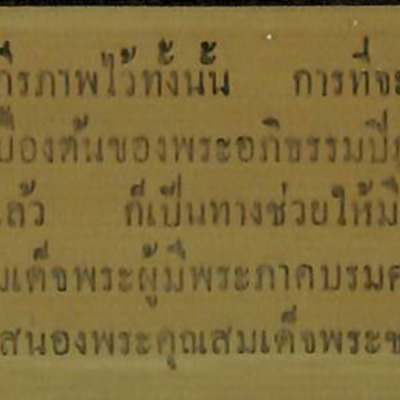 ถีรภาพไว้ทั้งนั้น การที่จะ
บื้องต้นของพระอภิธรรมปิฎ
ล้ว ก็เป็นทางช่วยให้มี
มเด็จพระผู้มีพระภาคบรมค
สนองพระคุณสมเด็จพระช